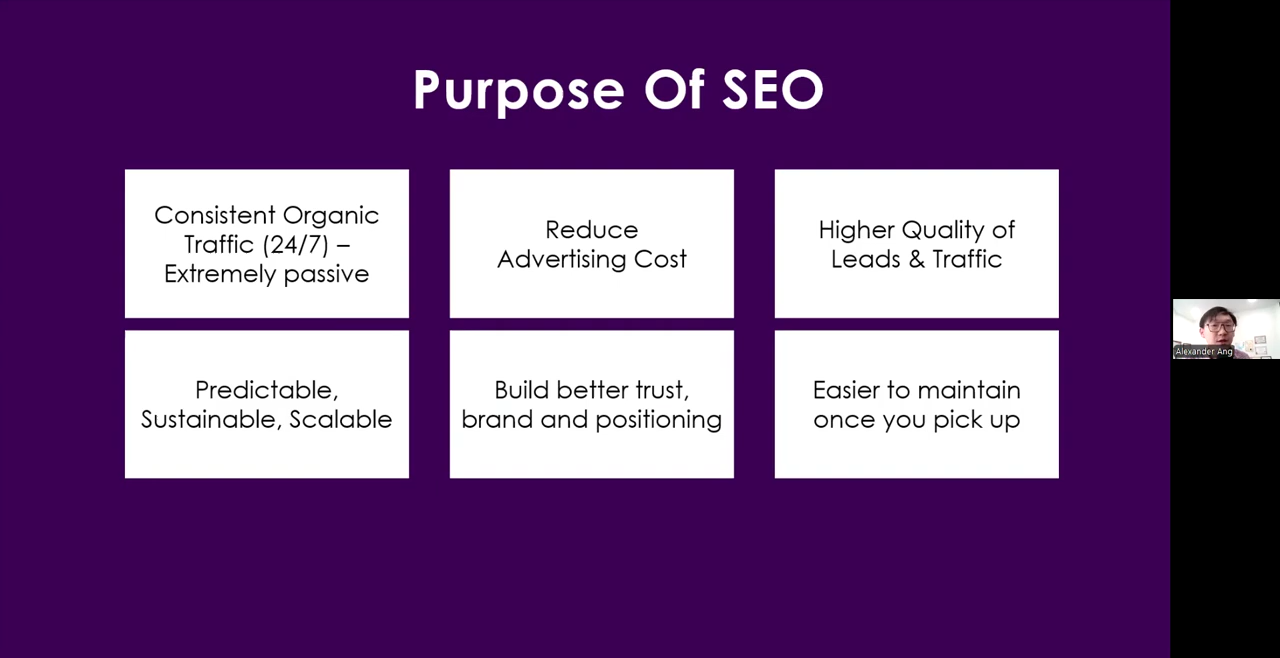 Purpose Of SEO
Consistent Organic
Traffic (24/7) –
Extremely passive
Reduce
Advertising Cost
Higher Quality of
Leads & Traffic
Predictable,
Sustainable, Scalable
Build better trust,
brand and positioning
Easier to maintain
once you pick up
Alexander Ang